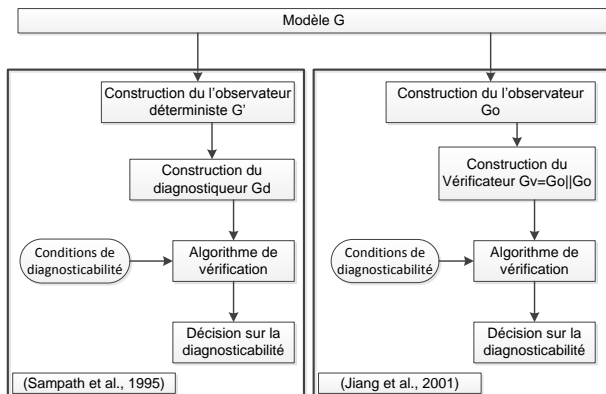 Modèle G
Construction du l'observateur
déterministe G'
Construction du
diagnostiqueur Gd
Conditions de
diagnosticabilité
Algorithme de
vérification
Décision sur la
diagnosticabilité
(Sampath et al., 1995)
Construction de l'observateur
Go
Construction du
Vérificateur Gv=Go||Go
Conditions de
diagnosticabilité
Algorithme de
vérification
Décision sur la
diagnosticabilité
(Jiang et al., 2001)